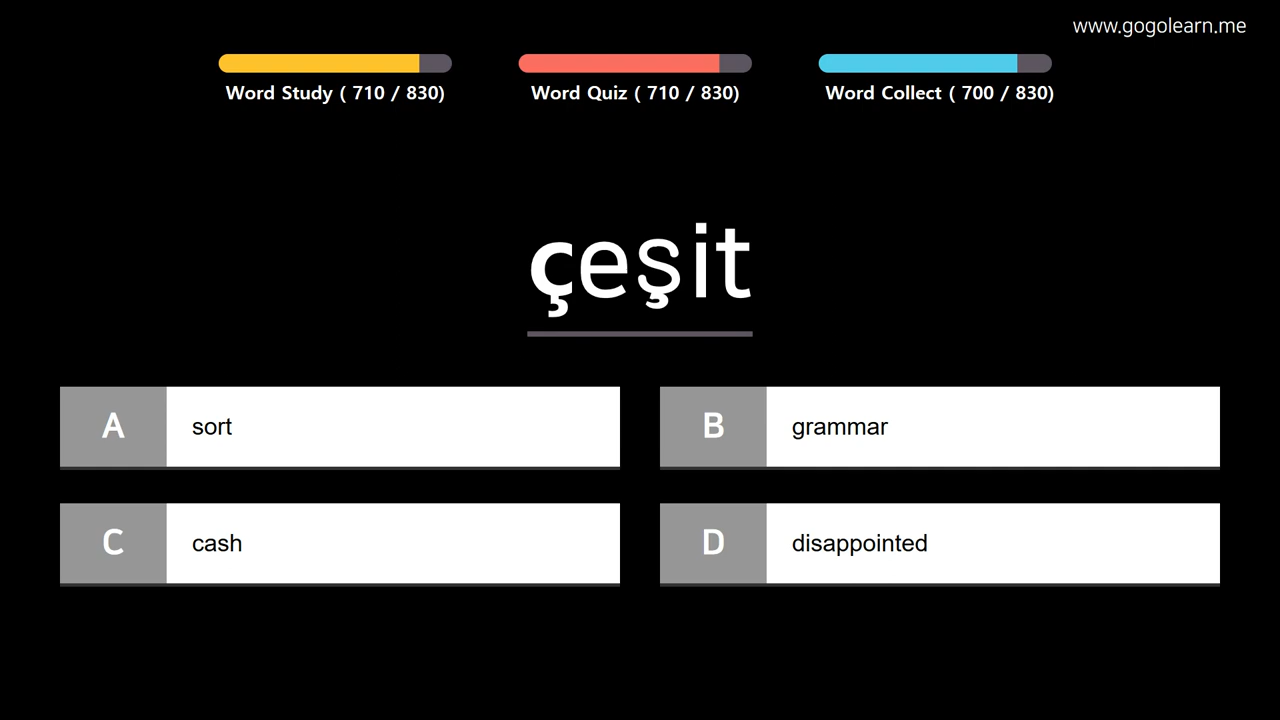 www.gogolearn.me
Word Study ( 710 / 830)
Word Quiz ( 710 / 830)
Word Collect ( 700 / 830)
çeşit
A sort
B grammar
C cash
D disappointed